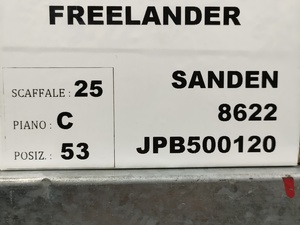 FREELANDER
SCAFFALE : 25
PIANO : C
POSIZ. : 53
SANDEN
8622
JPB500120